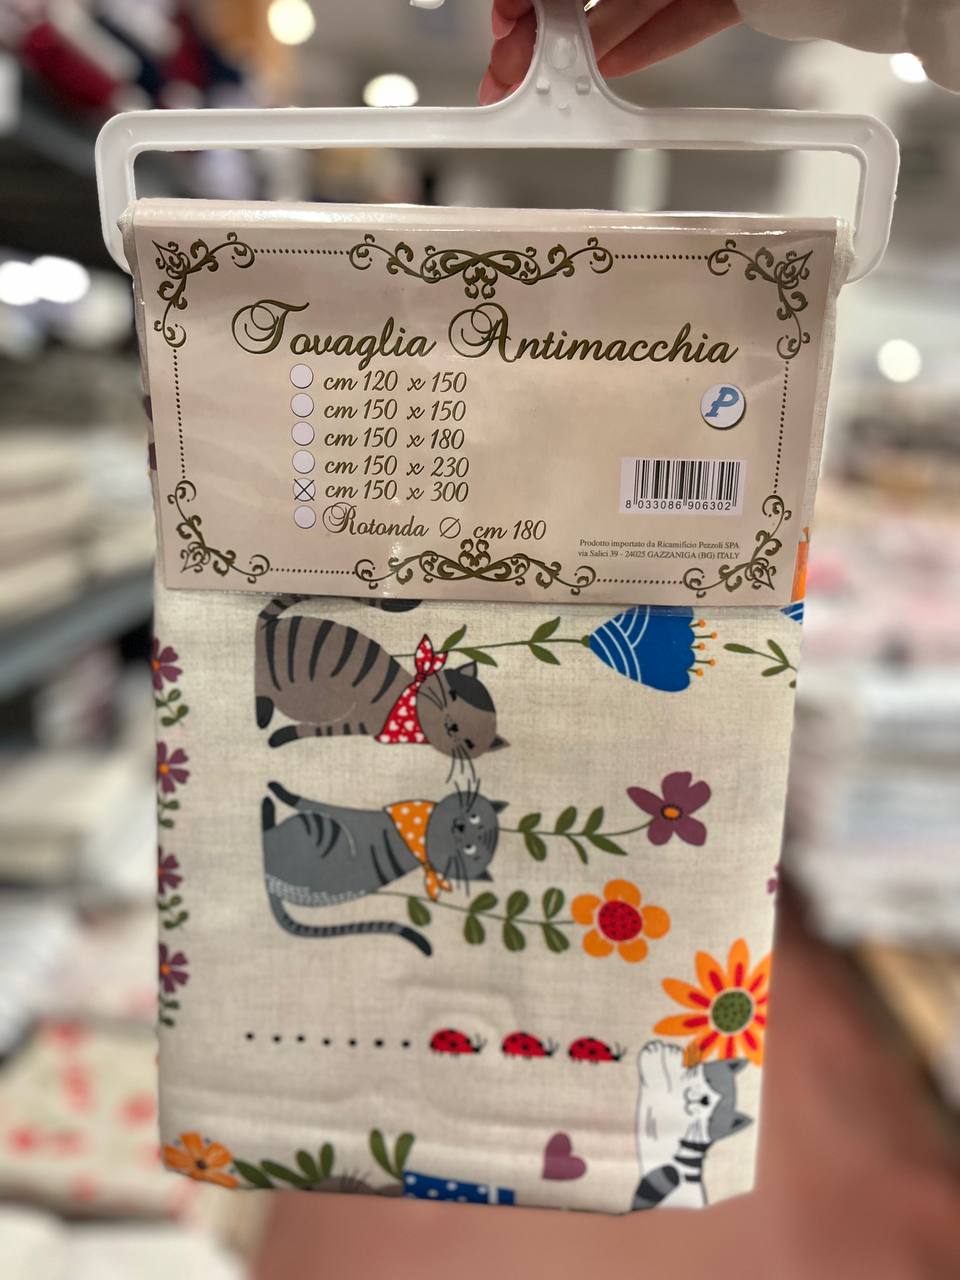 Tovaglia Antimacchia
cm 120 x 150
cm 150 x 150
cm 150 x 180
cm 150 x 230
cm 150 x 300
Rotonda Ø cm 180
P
8 033086 906302
Prodotto importato da Ricamificio Pezzoli SPA
via Salici 39 - 24025 GAZZANIGA (BG) ITALY